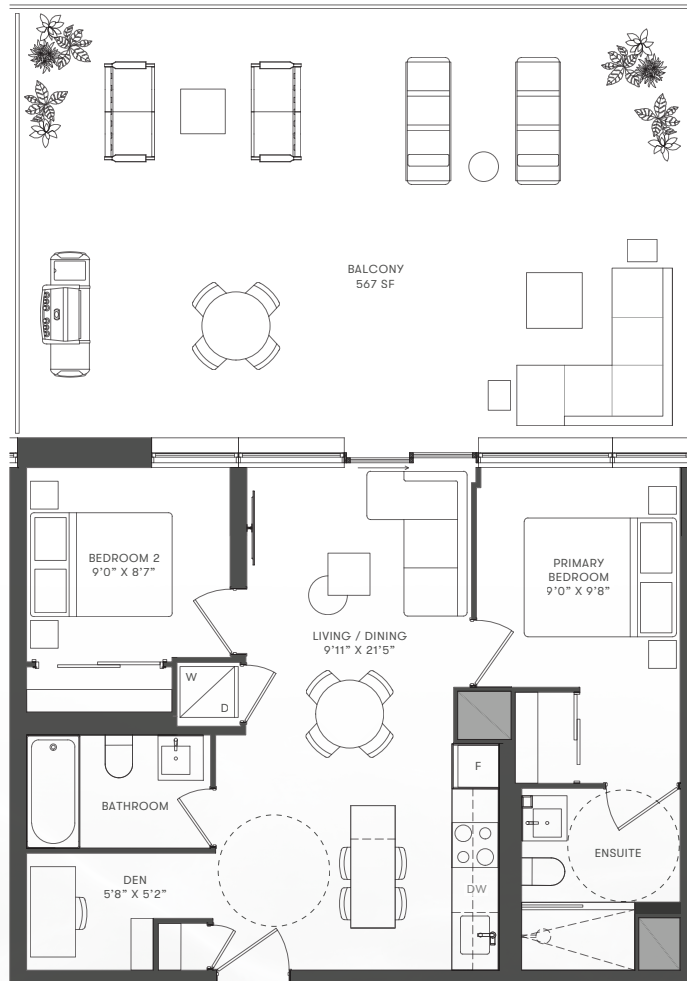 BALCONY
567 SF
BEDROOM 2
9'0” X 8'7”
PRIMARY
BEDROOM
9'0” X 9'8”
LIVING / DINING
9'11” X 21'5”
W
D
F
BATHROOM
ENSUITE
DEN
5'8” X 5'2”
DW